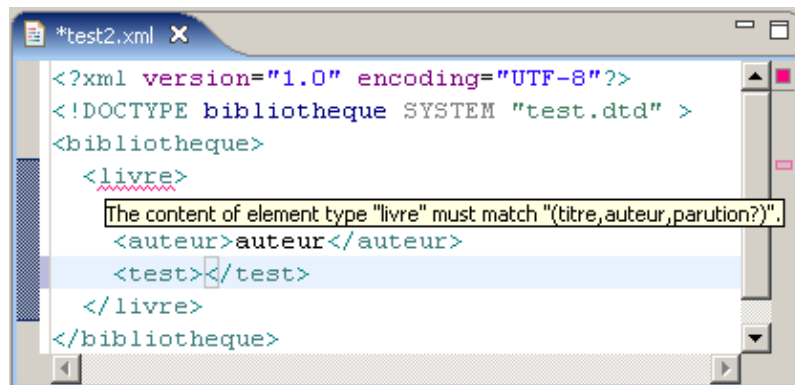 *test2.xml
<?xml version="1.0" encoding="UTF-8"?>
<!DOCTYPE bibliotheque SYSTEM "test.dtd" >
<bibliotheque>
<livre>
The content of element type "livre" must match "(titre,auteur,parution?)".
<auteur>auteur</auteur>
<test></test>
</livre>
</bibliotheque>